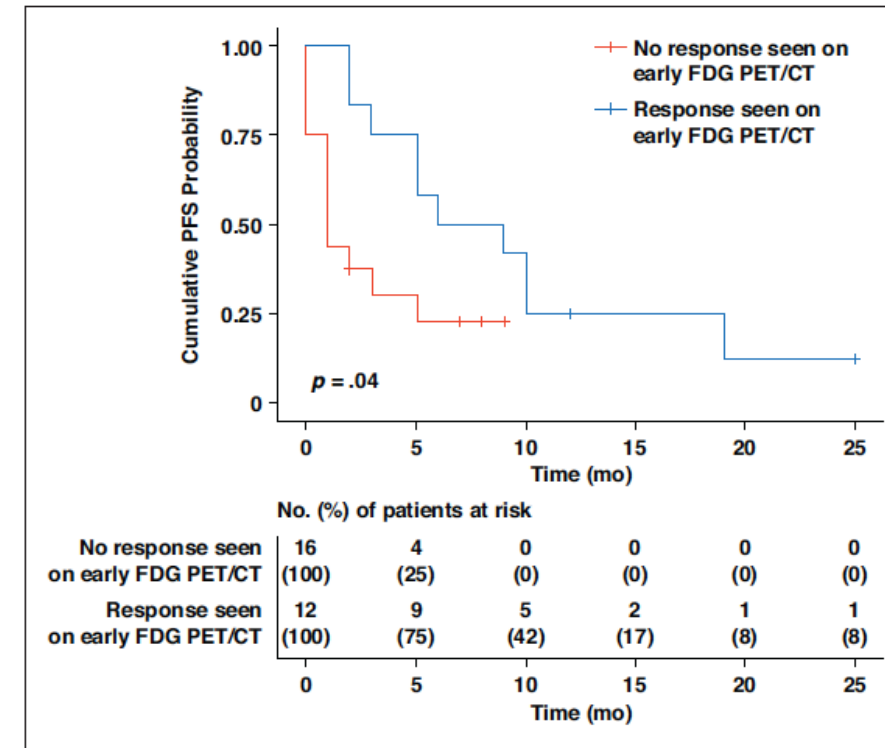 Cumulative PFS Probability
1.00
0.75
0.50
0.25
0
No response seen on
early FDG PET/CT
Response seen on
early FDG PET/CT
p = .04
0 5 10 15 20 25
Time (mo)
No. (%) of patients at risk
No response seen 16 4 0 0 0 0
on early FDG PET/CT (100) (25) (0) (0) (0) (0)
Response seen 12 9 5 2 1 1
on early FDG PET/CT (100) (75) (42) (17) (8) (8)
0 5 10 15 20 25
Time (mo)